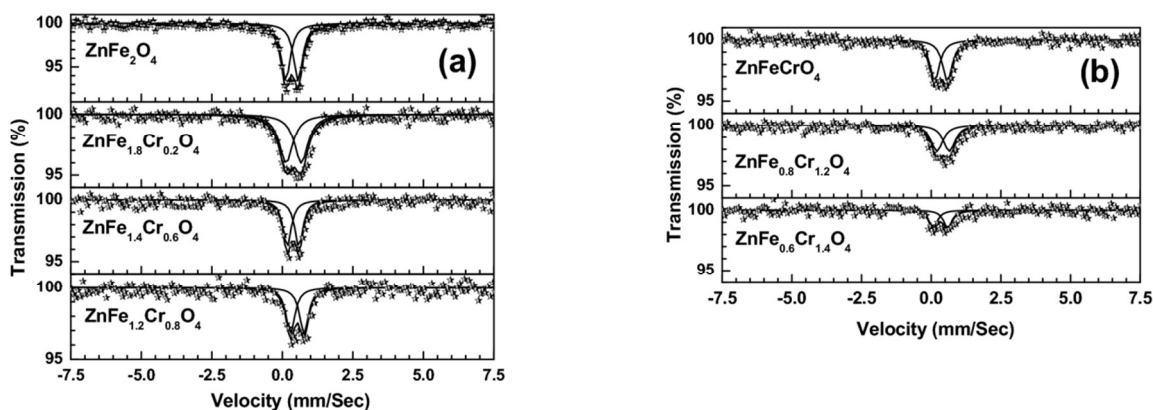 100
95
ZnFe₂O₄
(a)
100
95
ZnFe₁.₈Cr₀.₂O₄
100
95
ZnFe₁.₄Cr₀.₆O₄
100
95
ZnFe₁.₂Cr₀.₈O₄
Transmission (%)
-7.5 -5.0 -2.5 0.0 2.5 5.0 7.5
Velocity (mm/Sec)
100
95
ZnFeCrO₄
(b)
100
95
ZnFe₀.₈Cr₁.₂O₄
100
95
ZnFe₀.₆Cr₁.₄O₄
Transmission (%)
-7.5 -5.0 -2.5 0.0 2.5 5.0 7.5
Velocity (mm/Sec)